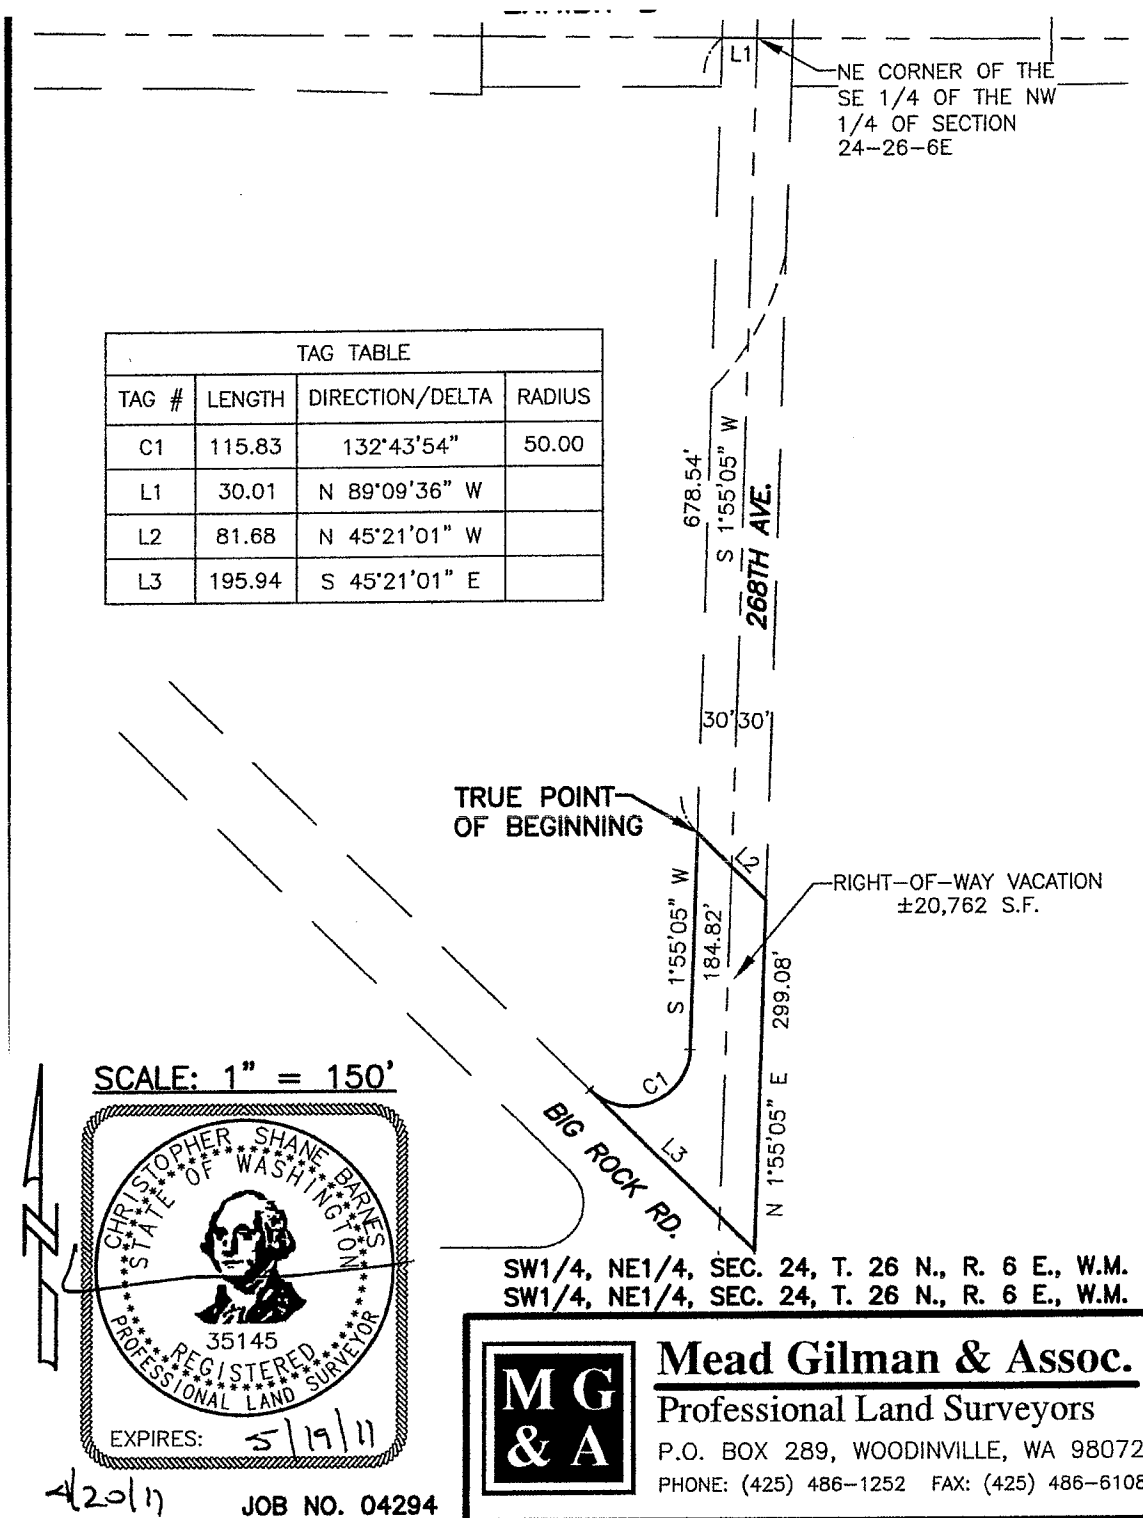 L1
NE CORNER OF THE
SE 1/4 OF THE NW
1/4 OF SECTION
24-26-6E
TAG TABLE
TAG # LENGTH DIRECTION/DELTA RADIUS
C1 115.83 132°43'54" 50.00
L1 30.01 N 89°09'36" W
L2 81.68 N 45°21'01" W
L3 195.94 S 45°21'01" E
678.54'
S 1°55'05" W
268TH AVE.
30' 30'
TRUE POINT
OF BEGINNING
L2
RIGHT-OF-WAY VACATION
±20,762 S.F.
S 1°55'05" W
184.82'
N 1°55'05" E 299.08'
C1
L3
BIG ROCK RD.
SCALE: 1" = 150'
CHRISTOPHER SHANE BARNES
STATE OF WASHINGTON
35145
REGISTERED
PROFESSIONAL LAND SURVEYOR
EXPIRES: 5/19/11
4/20/11
JOB NO. 04294
SW1/4, NE1/4, SEC. 24, T. 26 N., R. 6 E., W.M.
SW1/4, NE1/4, SEC. 24, T. 26 N., R. 6 E., W.M.
M G
& A
Mead Gilman & Assoc.
Professional Land Surveyors
P.O. BOX 289, WOODINVILLE, WA 98072
PHONE: (425) 486-1252 FAX: (425) 486-6108